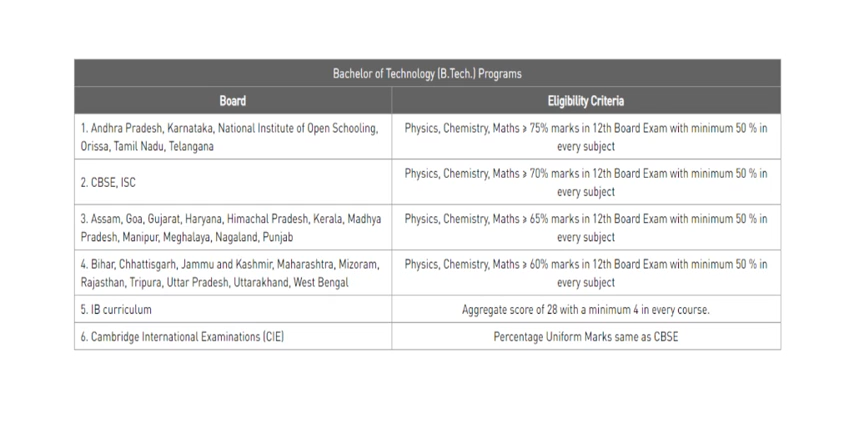 Bachelor of Technology (B.Tech.) Programs
Board
Eligibility Criteria
1. Andhra Pradesh, Karnataka, National Institute of Open Schooling,
Orissa, Tamil Nadu, Telangana
Physics, Chemistry, Maths ⩾ 75% marks in 12th Board Exam with minimum 50 % in
every subject
2. CBSE, ISC
Physics, Chemistry, Maths ⩾ 70% marks in 12th Board Exam with minimum 50 % in
every subject
3. Assam, Goa, Gujarat, Haryana, Himachal Pradesh, Kerala, Madhya
Pradesh, Manipur, Meghalaya, Nagaland, Punjab
Physics, Chemistry, Maths ⩾ 65% marks in 12th Board Exam with minimum 50 % in
every subject
4. Bihar, Chhattisgarh, Jammu and Kashmir, Maharashtra, Mizoram,
Rajasthan, Tripura, Uttar Pradesh, Uttarakhand, West Bengal
Physics, Chemistry, Maths ⩾ 60% marks in 12th Board Exam with minimum 50 % in
every subject
5. IB curriculum
Aggregate score of 28 with a minimum 4 in every course.
6. Cambridge International Examinations (CIE)
Percentage Uniform Marks same as CBSE